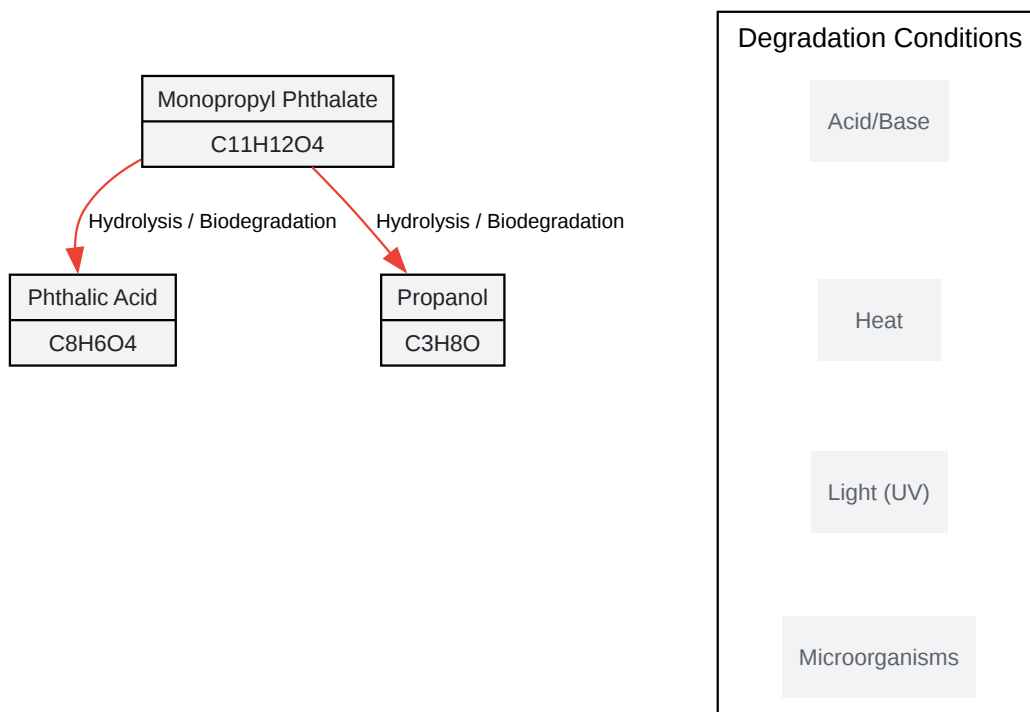 Monopropyl Phthalate
C11H12O4
Hydrolysis / Biodegradation
Hydrolysis / Biodegradation
Phthalic Acid
C8H6O4
Propanol
C3H8O
Degradation Conditions
Acid/Base
Heat
Light (UV)
Microorganisms